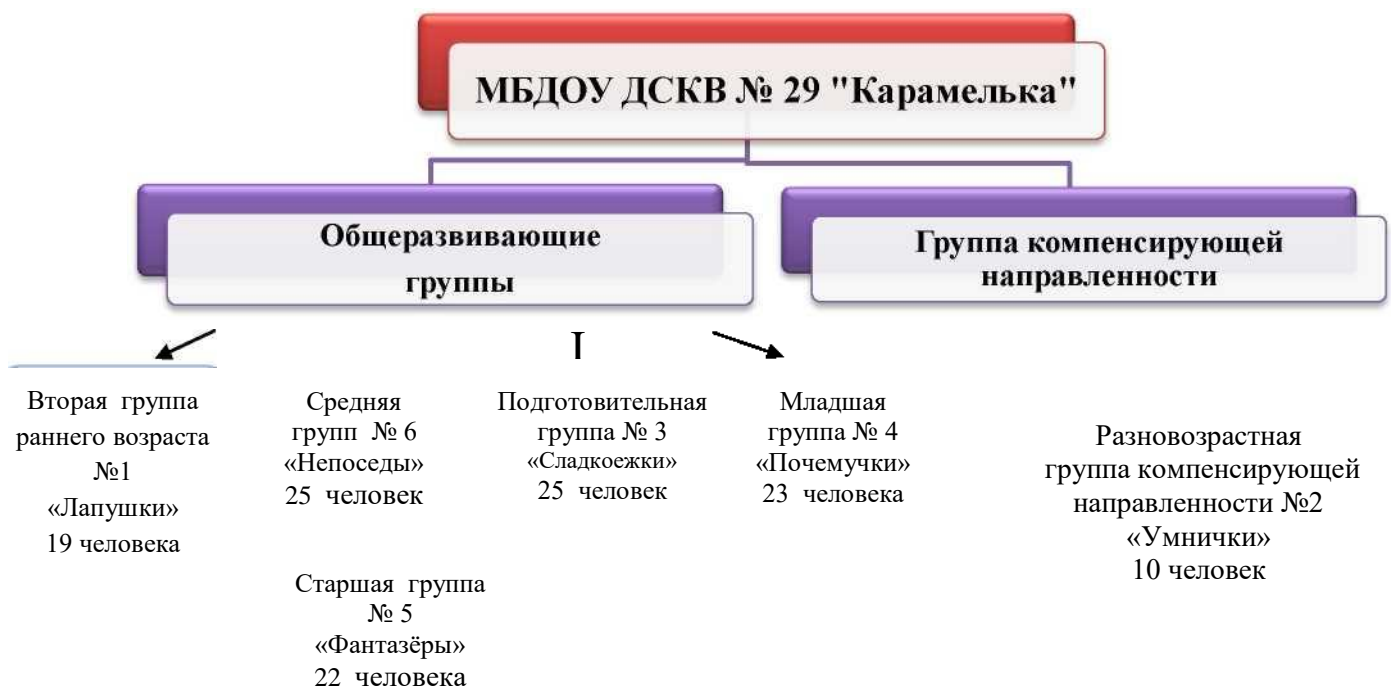 МБДОУ ДСКВ № 29 "Карамелька"
Общеразвивающие
группы
Группа компенсирующей
направленности
I
Вторая группа
раннего возраста
№1
«Лапушки»
19 человека
Средняя
групп № 6
«Непоседы»
25 человек
Подготовительная
группа № 3
«Сладкоежки»
25 человек
Младшая
группа № 4
«Почемучки»
23 человека
Разновозрастная
группа компенсирующей
направленности №2
«Умнички»
10 человек
Старшая группа
№ 5
«Фантазёры»
22 человека